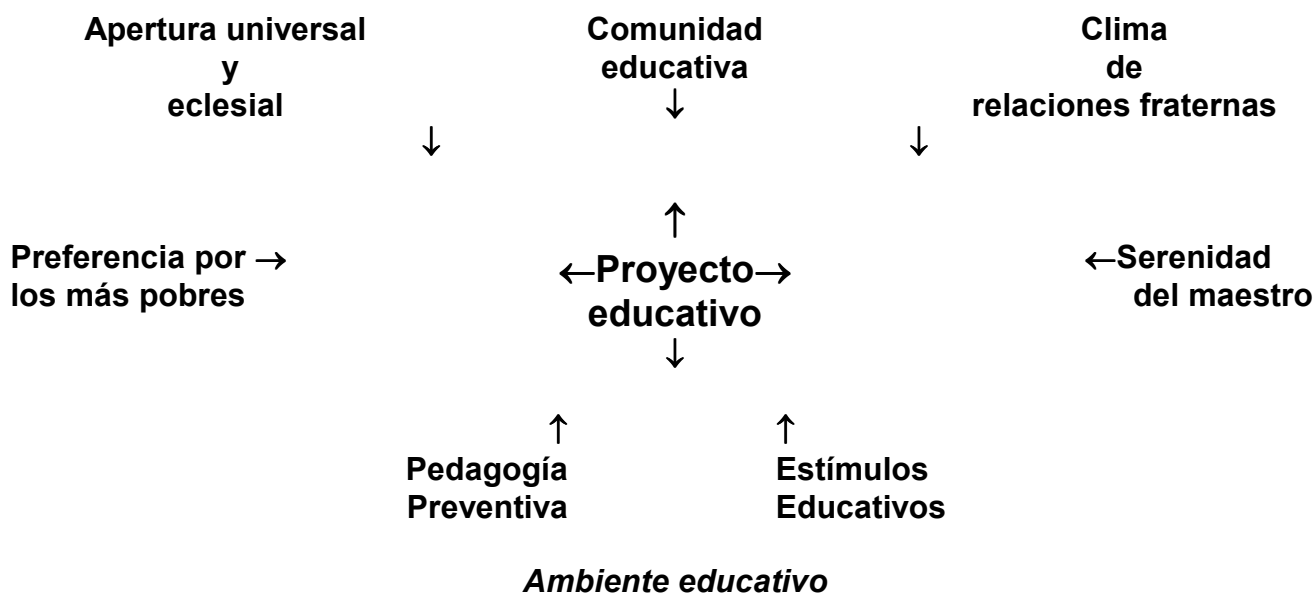 Apertura universal
y
eclesial
↓
Comunidad
educativa
↓
Clima
de
relaciones fraternas
↓
Preferencia por →
los más pobres
↑
←Proyecto→
educativo
↓
←Serenidad
del maestro
↑
Pedagogía
Preventiva
↑
Estímulos
Educativos
Ambiente educativo